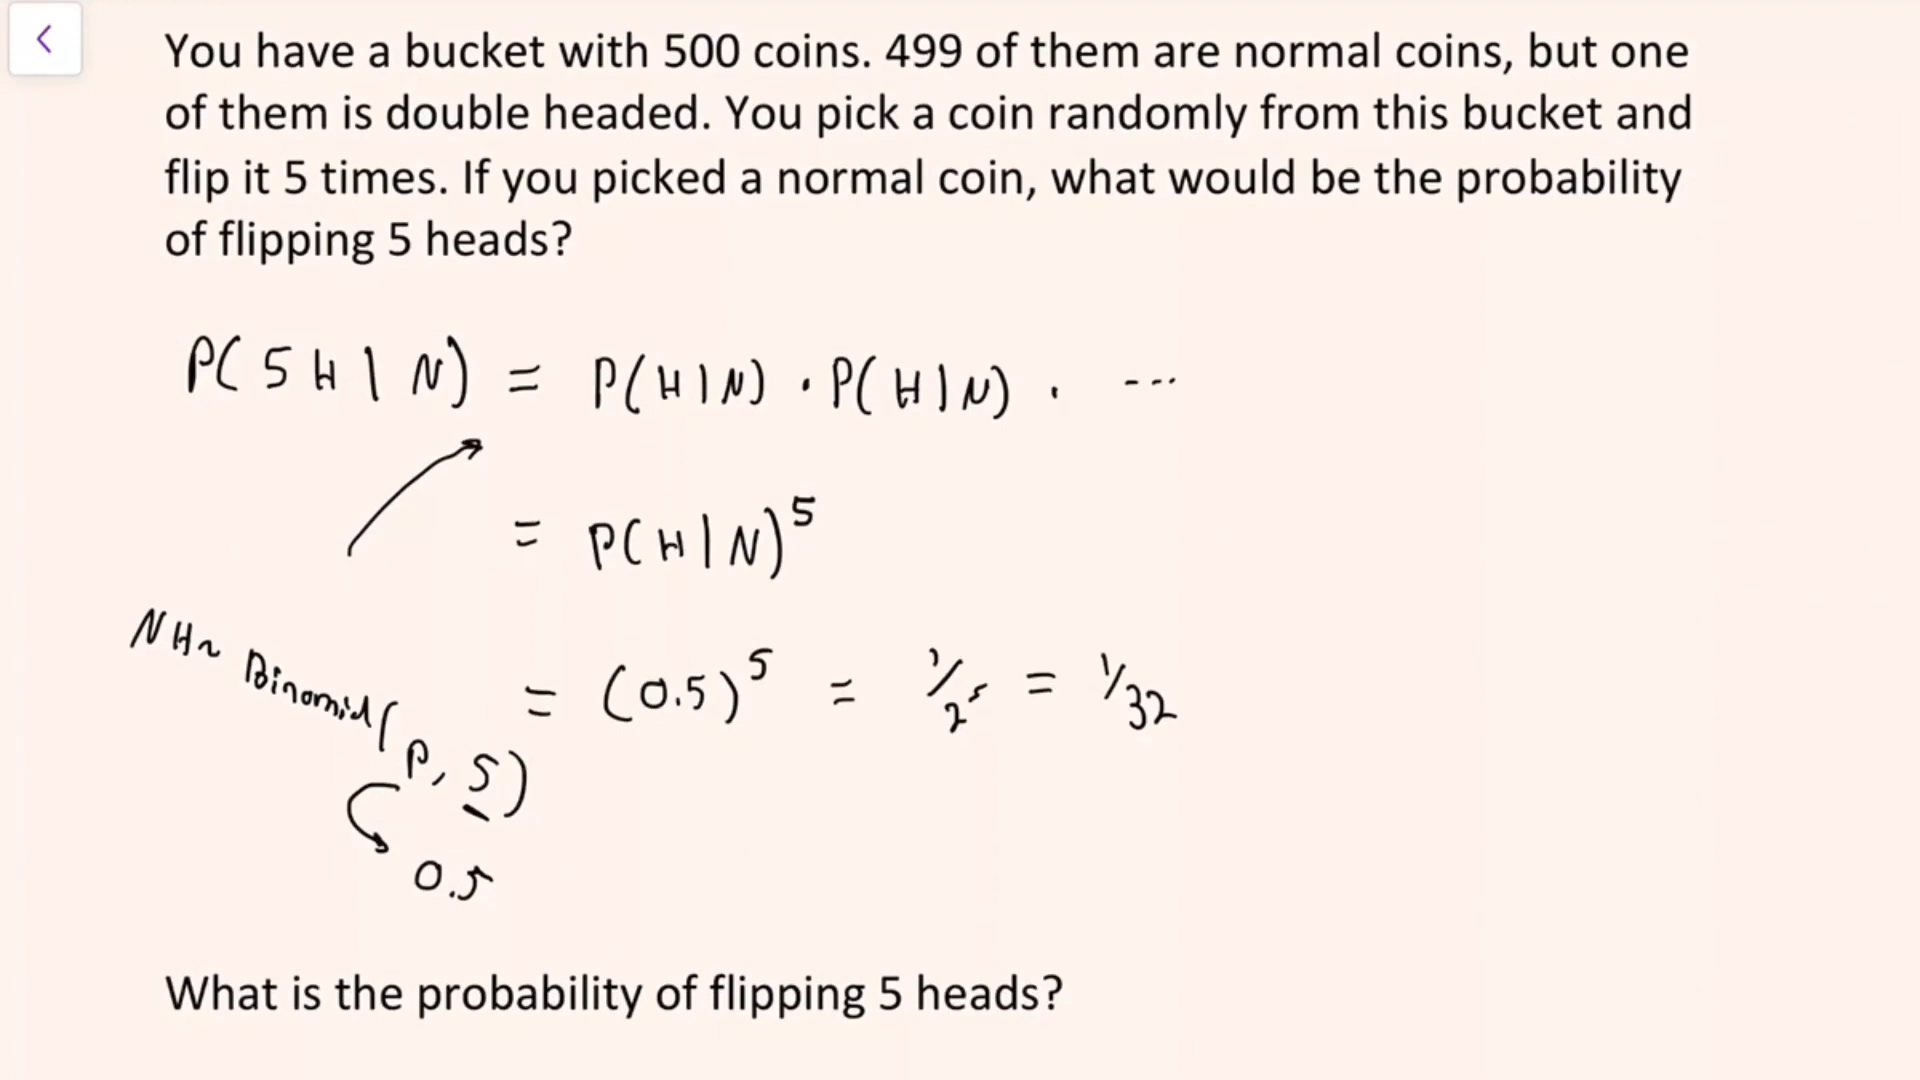 You have a bucket with 500 coins. 499 of them are normal coins, but one
of them is double headed. You pick a coin randomly from this bucket and
flip it 5 times. If you picked a normal coin, what would be the probability
of flipping 5 heads?
P(5H|N) = P(H|N) · P(H|N) · ---
= P(H|N)⁵
NH~ Binomial(p, 5)
0.5
= (0.5)⁵ = 1/2⁵ = 1/32
What is the probability of flipping 5 heads?